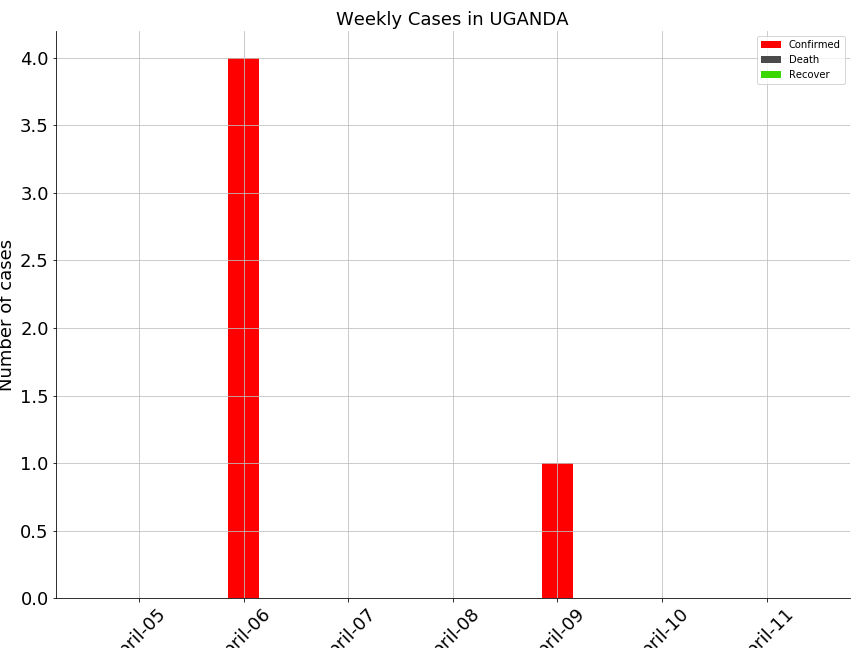 Weekly Cases in UGANDA
Confirmed
Death
Recover
Number of cases
4.0
3.5
3.0
2.5
2.0
1.5
1.0
0.5
0.0
pril-05
pril-06
pril-07
pril-08
pril-09
pril-10
pril-11